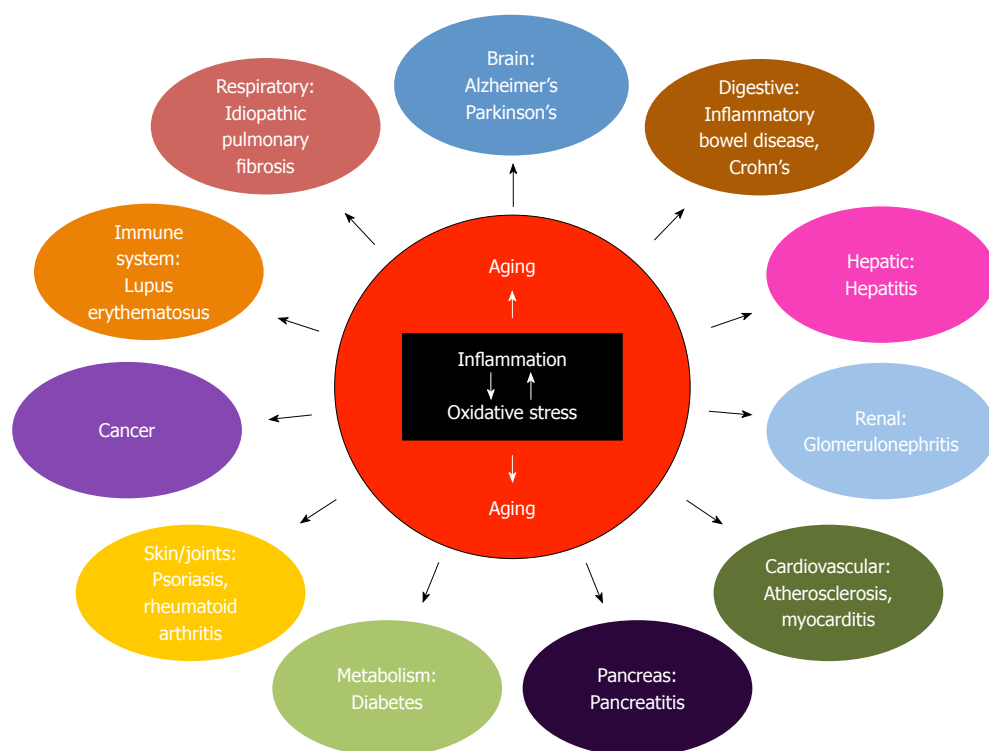 Brain:
Alzheimer’s
Parkinson’s
Digestive:
Inflammatory
bowel disease,
Crohn’s
Hepatic:
Hepatitis
Renal:
Glomerulonephritis
Cardiovascular:
Atherosclerosis,
myocarditis
Pancreas:
Pancreatitis
Metabolism:
Diabetes
Skin/joints:
Psoriasis,
rheumatoid
arthritis
Cancer
Immune
system:
Lupus
erythematosus
Respiratory:
Idiopathic
pulmonary
fibrosis
Aging
Inflammation
Oxidative stress
Aging